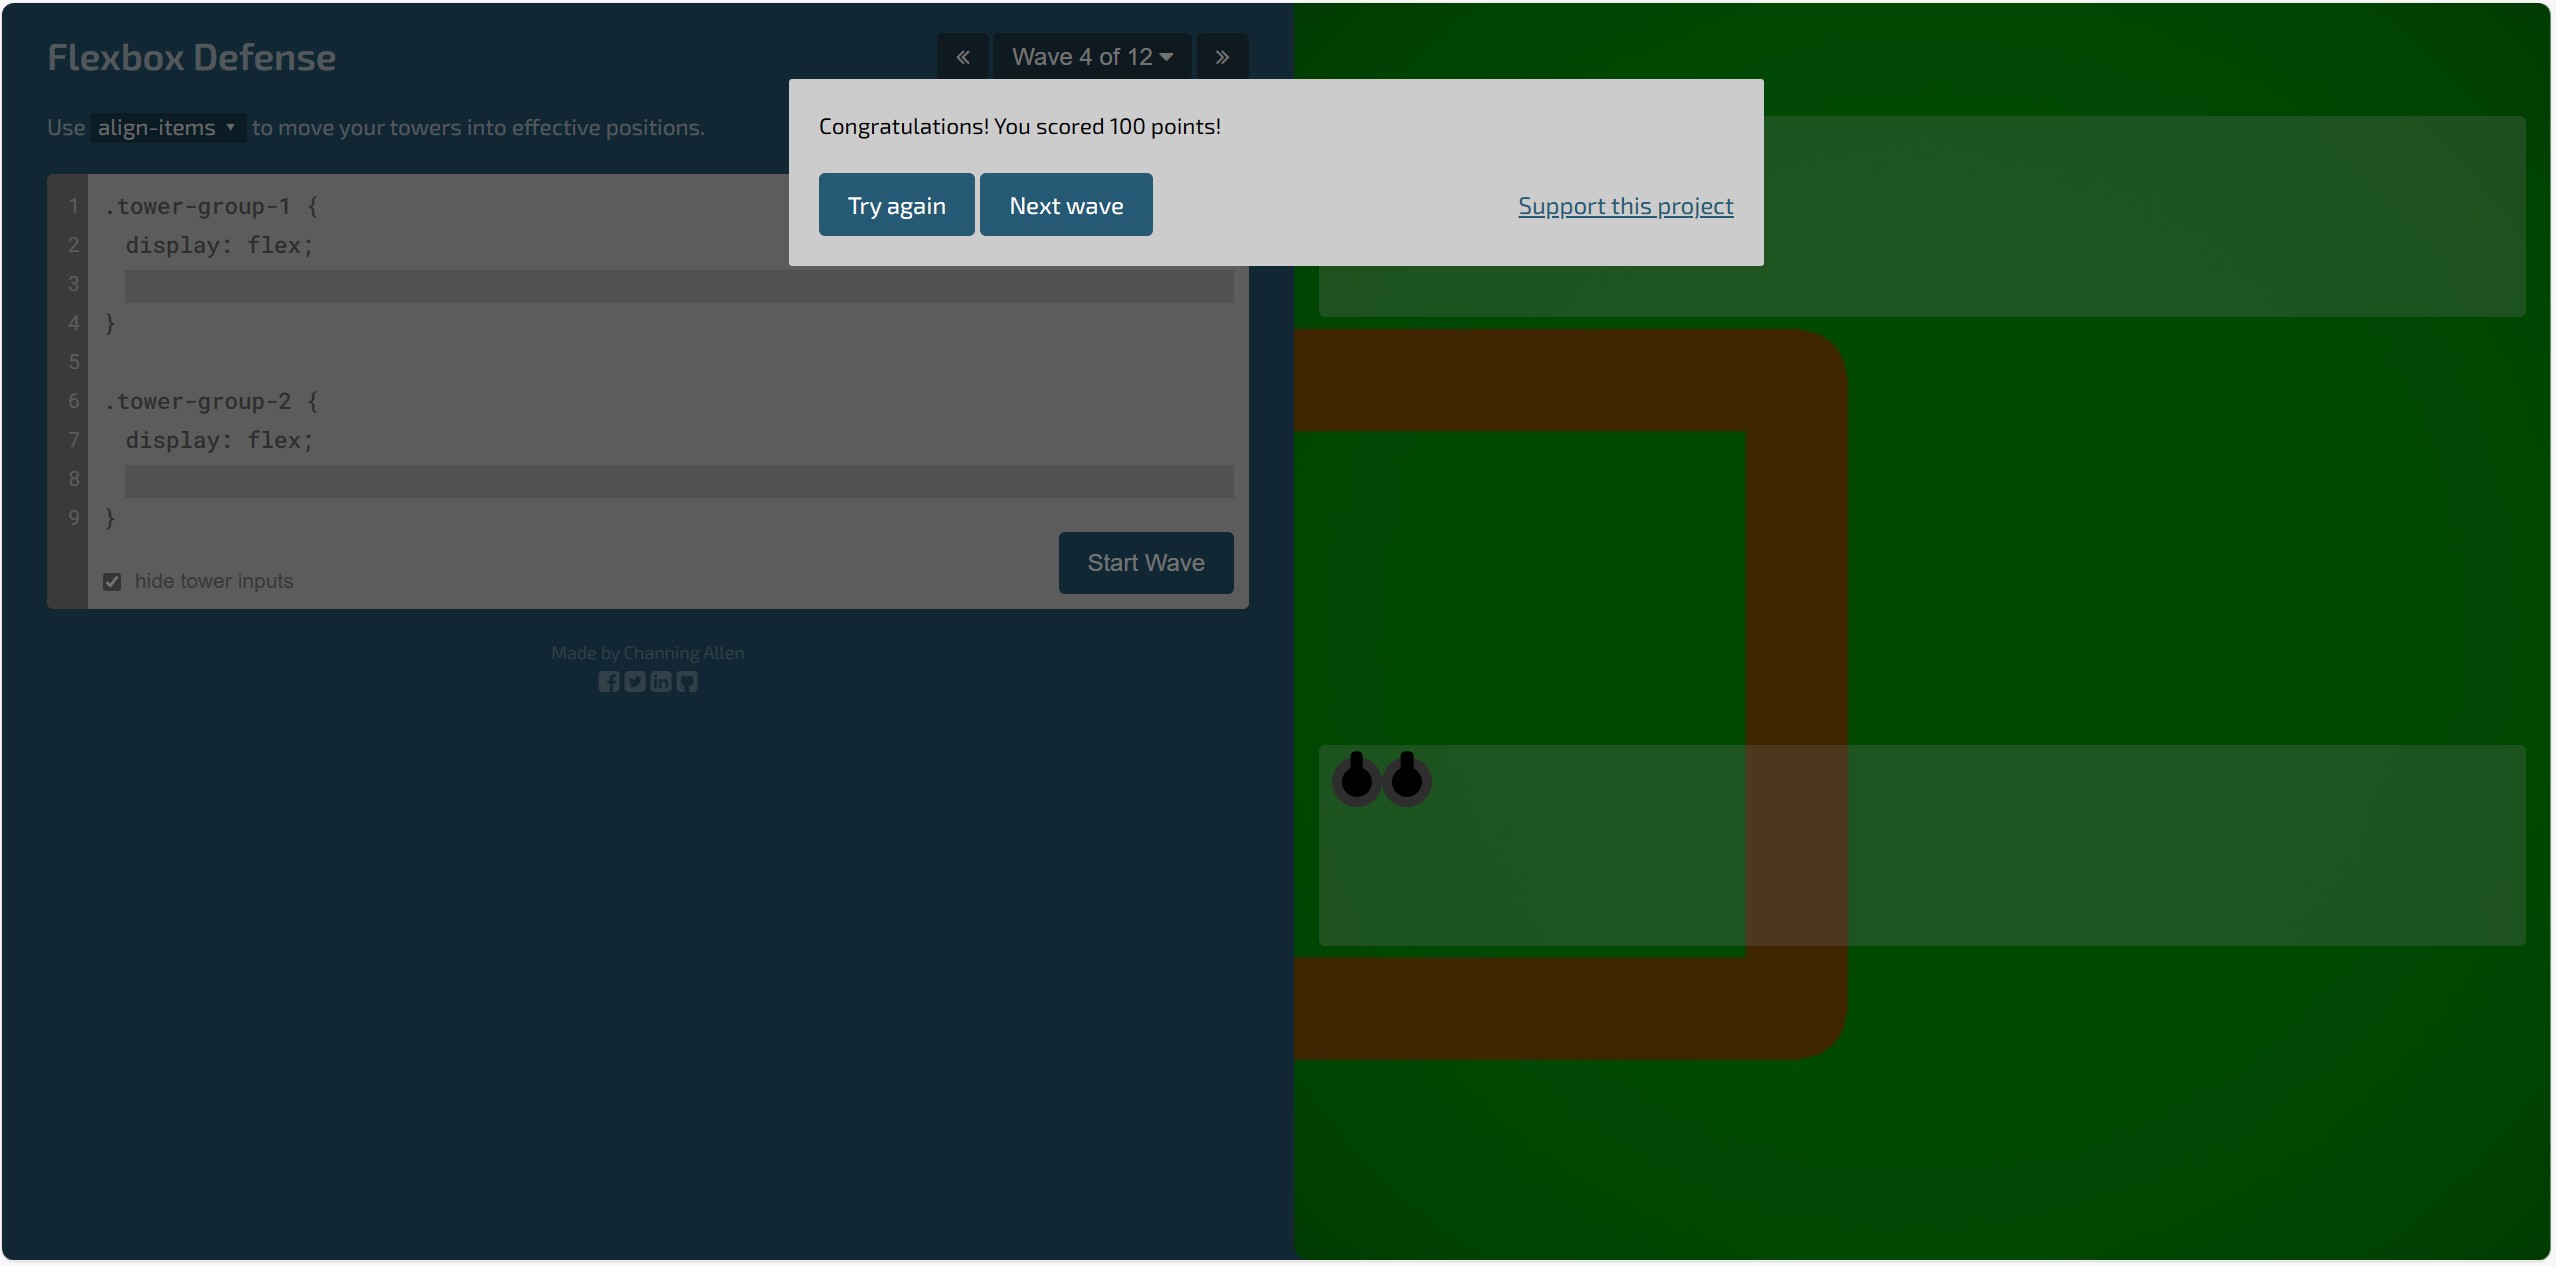 Flexbox Defense
« Wave 4 of 12 »
Use align-items to move your towers into effective positions.
Congratulations! You scored 100 points!
Try again Next wave Support this project
1 .tower-group-1 {
2 display: flex;
3
4 }
5
6 .tower-group-2 {
7 display: flex;
8
9 }
hide tower inputs
Start Wave
Made by Channing Allen